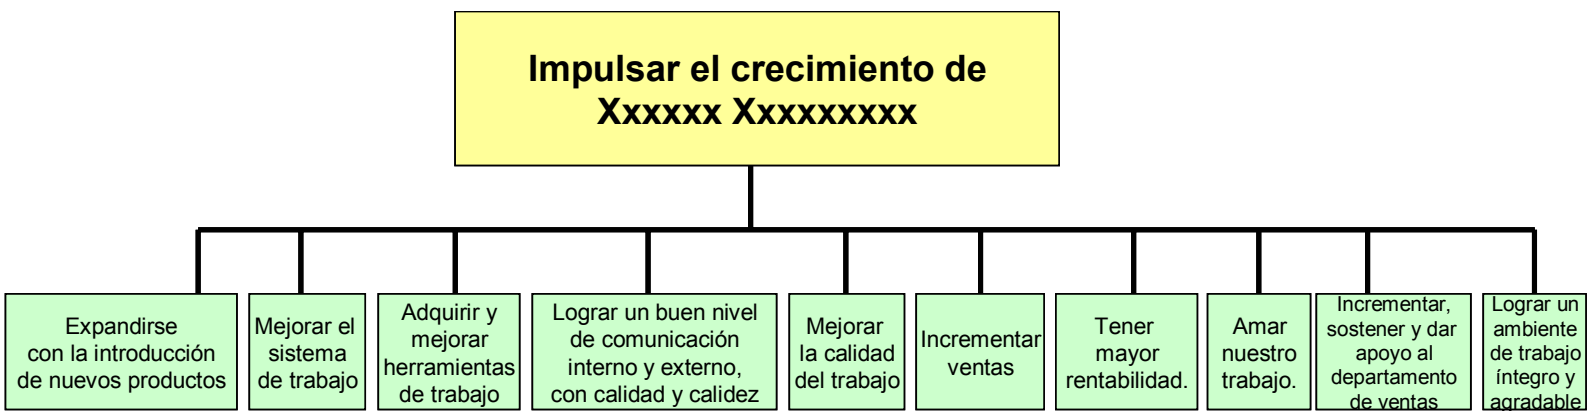 Impulsar el crecimiento de
Xxxxxx Xxxxxxxxx
Expandirse
con la introducción
de nuevos productos
Mejorar el
sistema
de trabajo
Adquirir y
mejorar
herramientas
de trabajo
Lograr un buen nivel
de comunicación
interno y externo,
con calidad y calidez
Mejorar
la calidad
del trabajo
Incrementar
ventas
Tener
mayor
rentabilidad.
Amar
nuestro
trabajo.
Incrementar,
sostener y dar
apoyo al
departamento
de ventas
Lograr un
ambiente
de trabajo
íntegro y
agradable